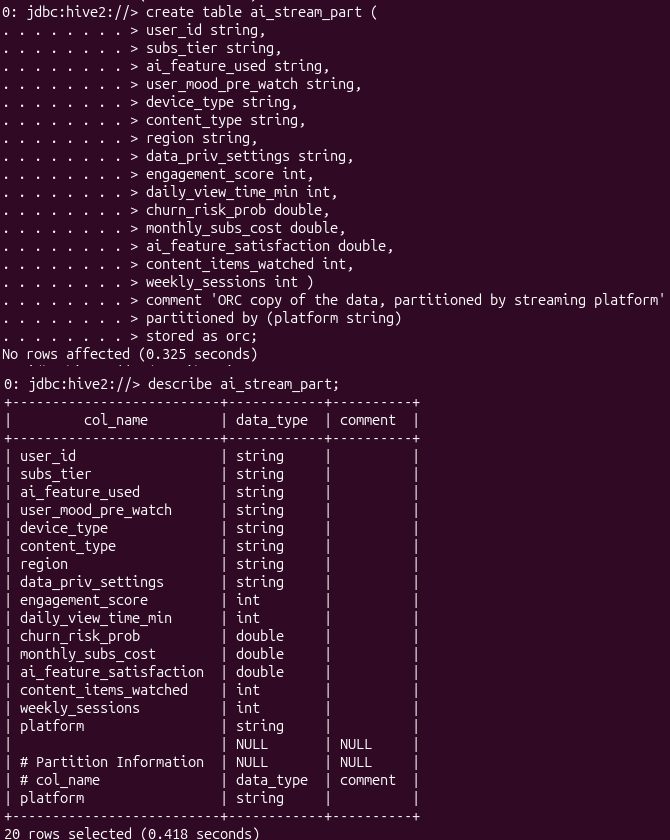 0: jdbc:hive2://> create table ai_stream_part (
. . . . . . . . > user_id string,
. . . . . . . . > subs_tier string,
. . . . . . . . > ai_feature_used string,
. . . . . . . . > user_mood_pre_watch string,
. . . . . . . . > device_type string,
. . . . . . . . > content_type string,
. . . . . . . . > region string,
. . . . . . . . > data_priv_settings string,
. . . . . . . . > engagement_score int,
. . . . . . . . > daily_view_time_min int,
. . . . . . . . > churn_risk_prob double,
. . . . . . . . > monthly_subs_cost double,
. . . . . . . . > ai_feature_satisfaction double,
. . . . . . . . > content_items_watched int,
. . . . . . . . > weekly_sessions int )
. . . . . . . . > comment 'ORC copy of the data, partitioned by streaming platform'
. . . . . . . . > partitioned by (platform string)
. . . . . . . . > stored as orc;
No rows affected (0.325 seconds)
0: jdbc:hive2://> describe ai_stream_part;
+--------------------------+------------+----------+
|         col_name         | data_type  | comment  |
+--------------------------+------------+----------+
| user_id                  | string     |          |
| subs_tier                | string     |          |
| ai_feature_used          | string     |          |
| user_mood_pre_watch      | string     |          |
| device_type              | string     |          |
| content_type             | string     |          |
| region                   | string     |          |
| data_priv_settings       | string     |          |
| engagement_score         | int        |          |
| daily_view_time_min      | int        |          |
| churn_risk_prob          | double     |          |
| monthly_subs_cost        | double     |          |
| ai_feature_satisfaction  | double     |          |
| content_items_watched    | int        |          |
| weekly_sessions          | int        |          |
| platform                 | string     |          |
|                          | NULL       | NULL     |
| # Partition Information  | NULL       | NULL     |
| # col_name               | data_type  | comment  |
| platform                 | string     |          |
+--------------------------+------------+----------+
20 rows selected (0.418 seconds)